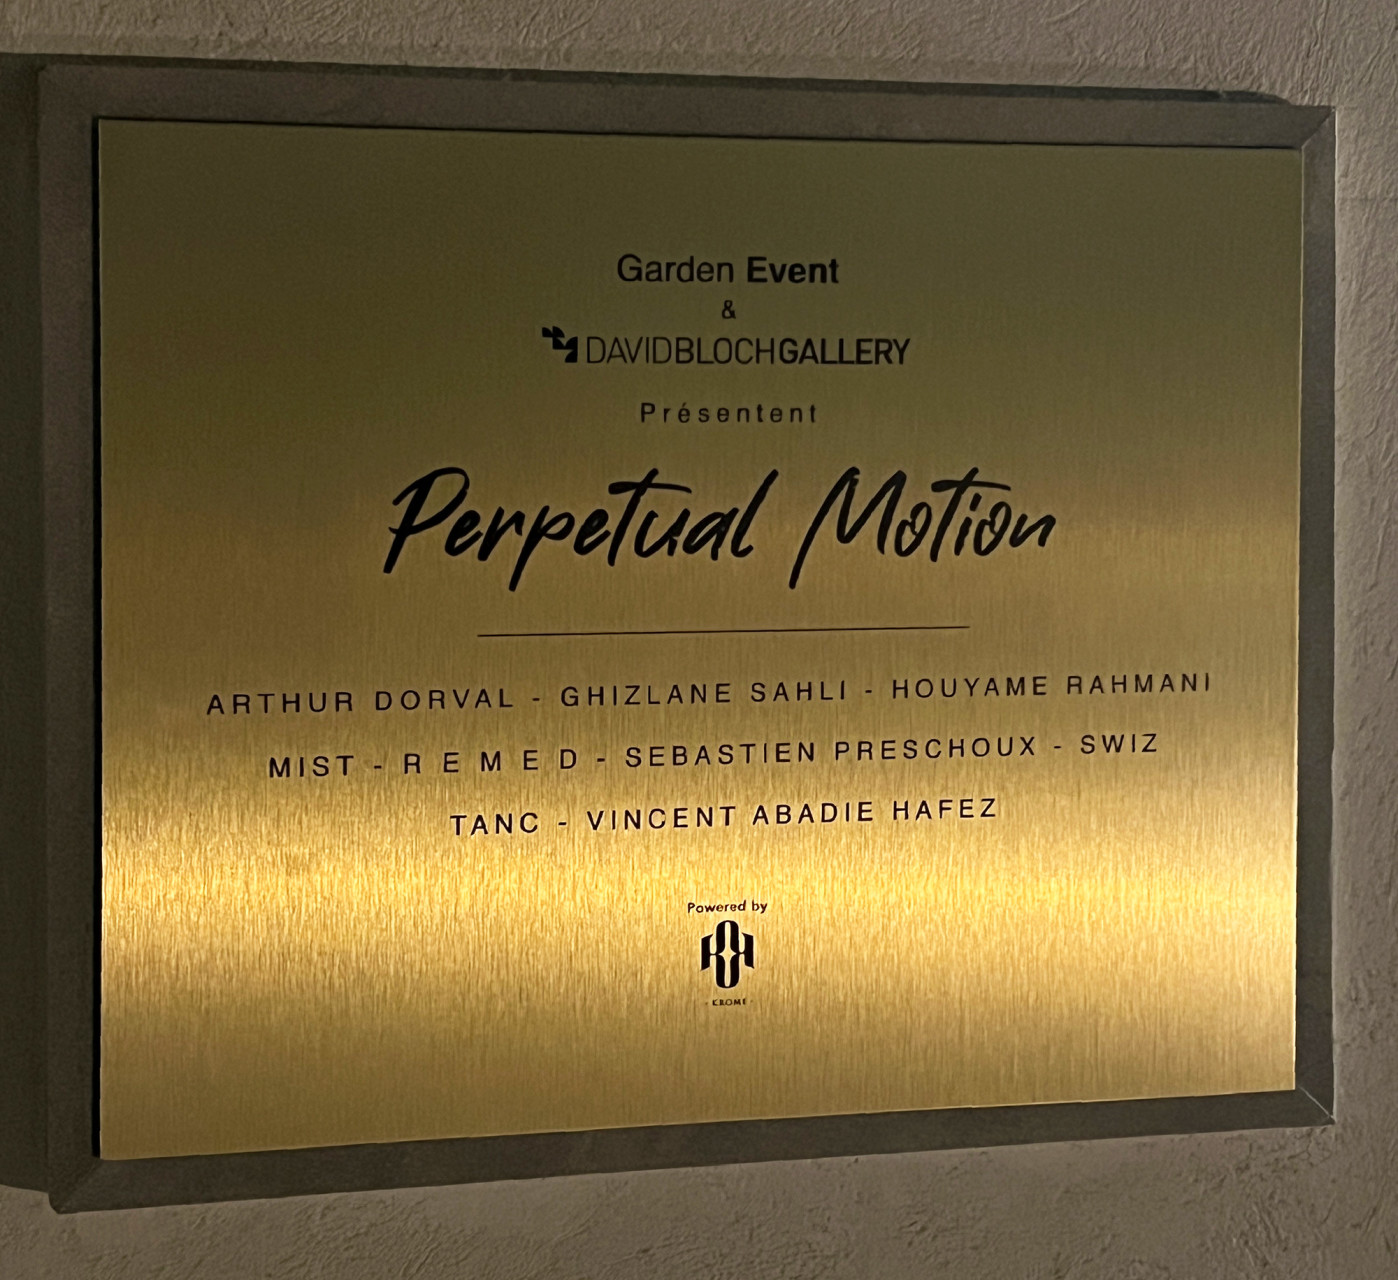 Garden Event
&
DAVIDBLOCHGALLERY
Présentent
Perpetual Motion
ARTHUR DORVAL - GHIZLANE SAHLI - HOUYAME RAHMANI
MIST - R E M E D - SEBASTIEN PRESCHOUX - SWIZ
TANC - VINCENT ABADIE HAFEZ
Powered by
- KROME -